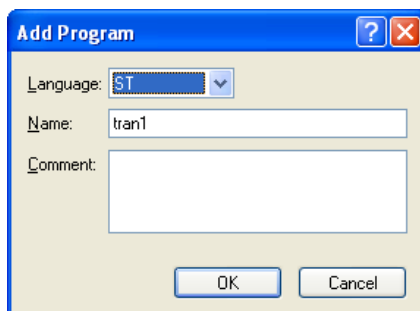 Add Program
Language: ST
Name: tran1
Comment:
OK Cancel